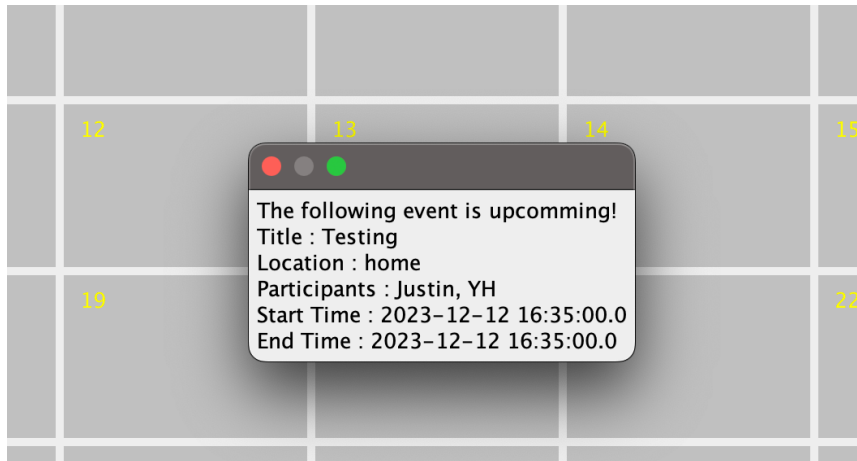 12
13
14
15
The following event is upcomming!
Title : Testing
Location : home
Participants : Justin, YH
Start Time : 2023-12-12 16:35:00.0
End Time : 2023-12-12 16:35:00.0
19
22